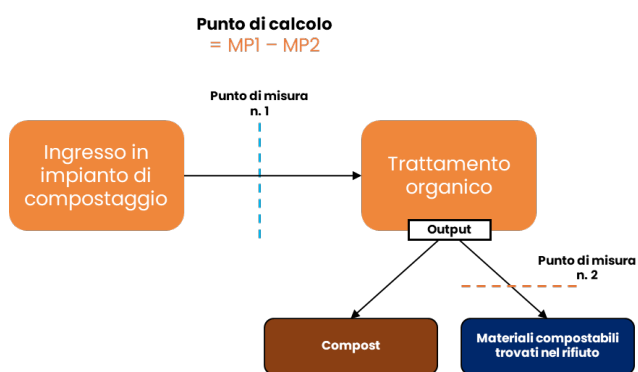 Punto di calcolo
= MP1 – MP2
Punto di misura
n. 1
Ingresso in
impianto di
compostaggio
Trattamento
organico
Output
Punto di misura
n. 2
Compost
Materiali compostabili
trovati nel rifiuto